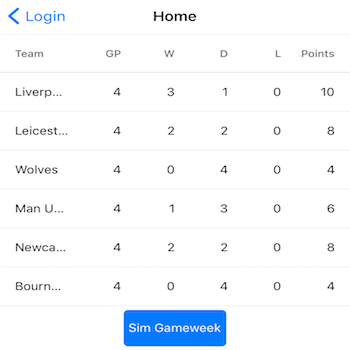 Login Home
Team GP W D L Points
Liverp... 4 3 1 0 10
Leicest... 4 2 2 0 8
Wolves 4 0 4 0 4
Man U... 4 1 3 0 6
Newca... 4 2 2 0 8
Bourn... 4 0 4 0 4
Sim Gameweek